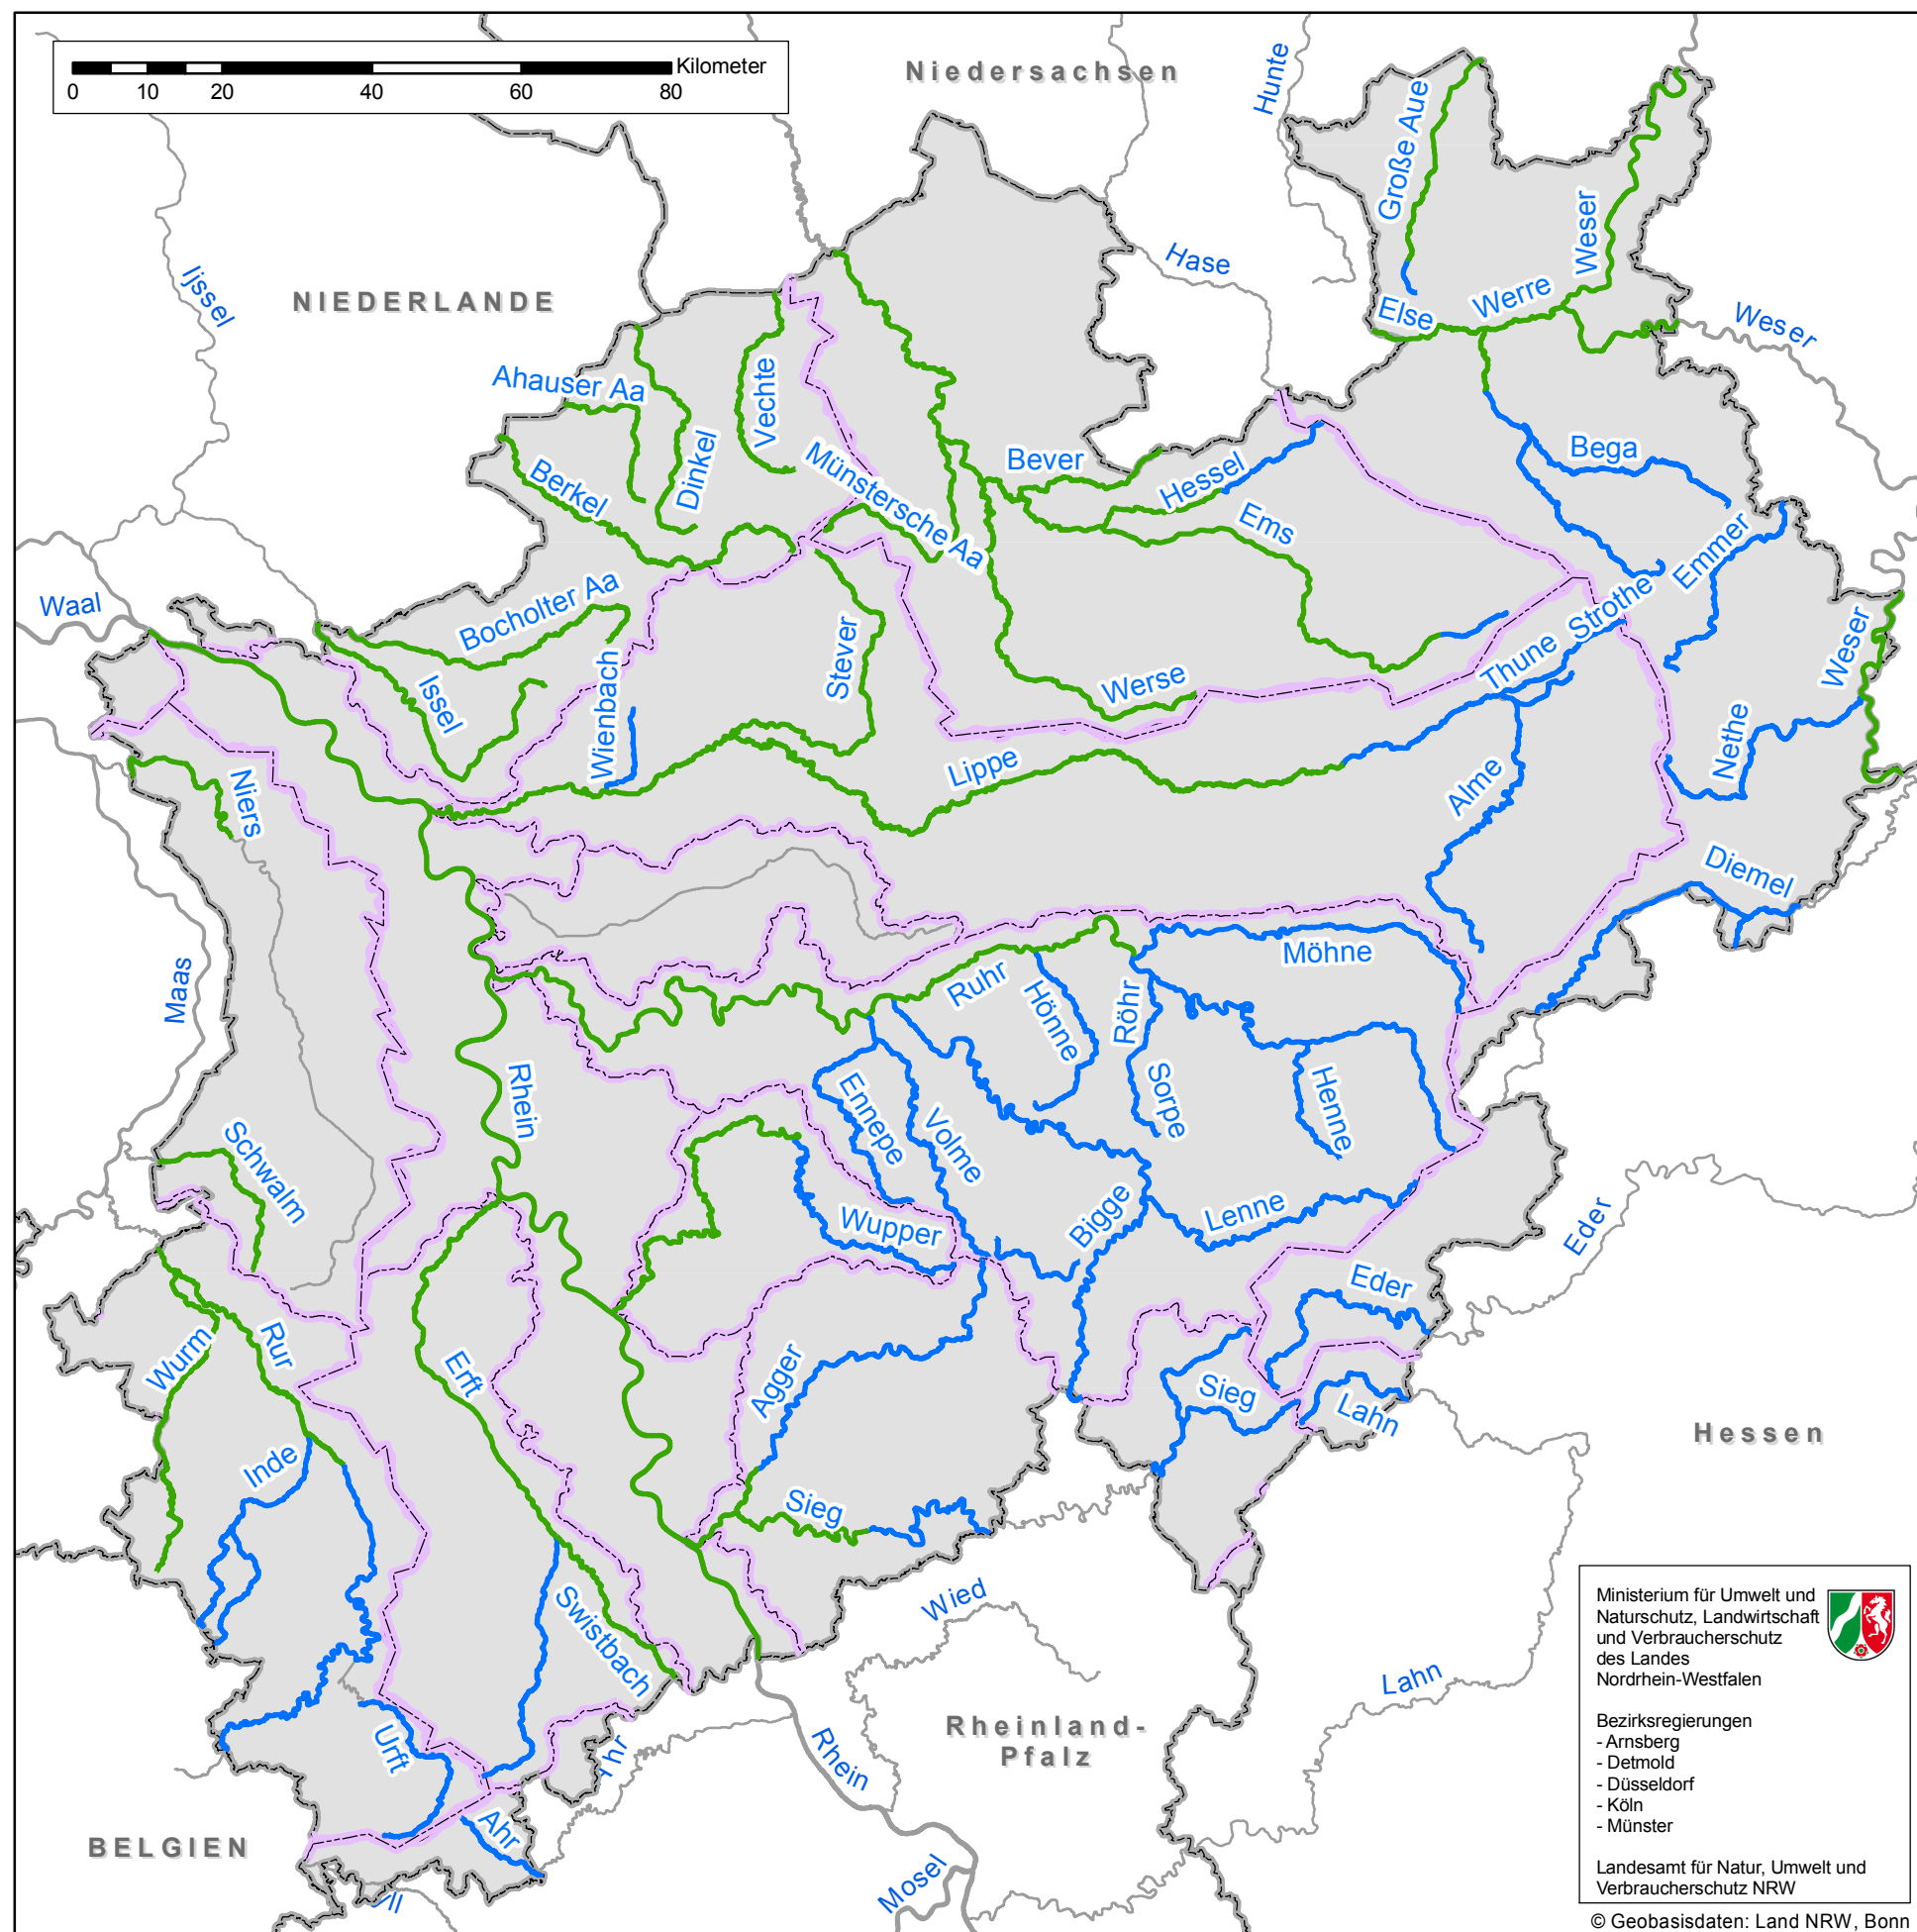 Kilometer
0 10 20 40 60 80
Niedersachsen
Hunte
Große Aue
Weser
Ijssel
NIEDERLANDE
Hase
Else
Werre
Weser
Ahauser Aa
Vechte
Dinkel
Berkel
Münstersche Aa
Bever
Hessel
Ems
Bega
Emmer
Waal
Bocholter Aa
Issel
Wienbach
Stever
Werse
Thune
Strothe
Weser
Nethe
Niers
Lippe
Alme
Diemel
Maas
Ruhr
Hönne
Röhr
Möhne
Rhein
Sorpe
Henne
Ennepe
Volme
Schwalm
Wupper
Bigge
Lenne
Eder
Eder
Wurm
Rur
Erft
Agger
Sieg
Lahn
Hessen
Inde
Sieg
Swistbach
Wied
Lahn
Urft
Rhein
Rheinland-
Pfalz
Ahr
BELGIEN
Mosel
Ministerium für Umwelt und
Naturschutz, Landwirtschaft
und Verbraucherschutz
des Landes
Nordrhein-Westfalen
Bezirksregierungen
- Arnsberg
- Detmold
- Düsseldorf
- Köln
- Münster
Landesamt für Natur, Umwelt und
Verbraucherschutz NRW
© Geobasisdaten: Land NRW, Bonn